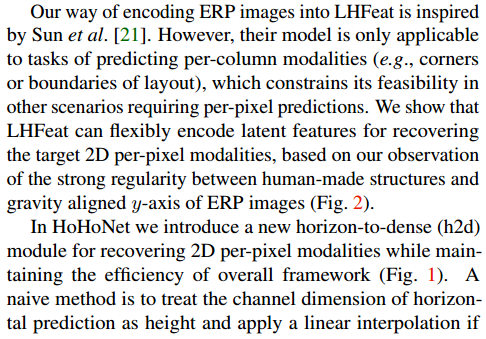 Our way of encoding ERP images into LHFeat is inspired
by Sun et al. [21]. However, their model is only applicable
to tasks of predicting per-column modalities (e.g., corners
or boundaries of layout), which constrains its feasibility in
other scenarios requiring per-pixel predictions. We show that
LHFeat can flexibly encode latent features for recovering
the target 2D per-pixel modalities, based on our observation
of the strong regularity between human-made structures and
gravity aligned y-axis of ERP images (Fig. 2).
In HoHoNet we introduce a new horizon-to-dense (h2d)
module for recovering 2D per-pixel modalities while main-
taining the efficiency of overall framework (Fig. 1). A
naive method is to treat the channel dimension of horizon-
tal prediction as height and apply a linear interpolation if